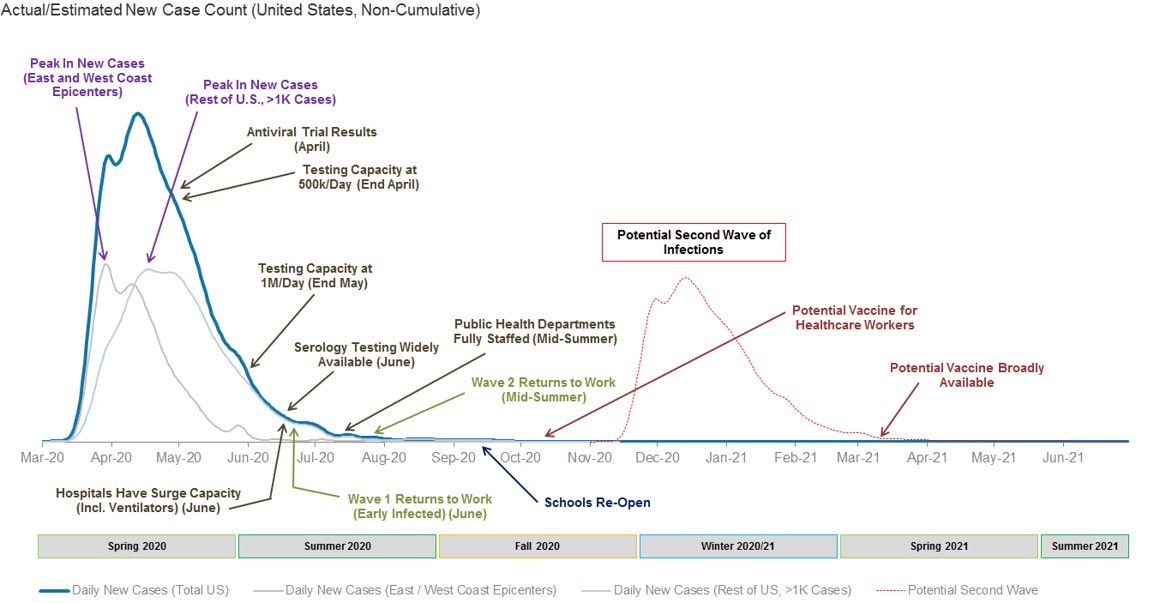 Actual/Estimated New Case Count (United States, Non-Cumulative)
Peak In New Cases
(East and West Coast
Epicenters)
Peak In New Cases
(Rest of U.S., >1K Cases)
Antiviral Trial Results
(April)
Testing Capacity at
500k/Day (End April)
Potential Second Wave of
Infections
Testing Capacity at
1M/Day (End May)
Potential Vaccine for
Healthcare Workers
Public Health Departments
Fully Staffed (Mid-Summer)
Serology Testing Widely
Available (June)
Potential Vaccine Broadly
Available
Wave 2 Returns to Work
(Mid-Summer)
Mar-20 Apr-20 May-20 Jun-20 Jul-20 Aug-20 Sep-20 Oct-20 Nov-20 Dec-20 Jan-21 Feb-21 Mar-21 Apr-21 May-21 Jun-21
Hospitals Have Surge Capacity
(Incl. Ventilators) (June)
Wave 1 Returns to Work
(Early Infected) (June)
Schools Re-Open
Spring 2020 Summer 2020 Fall 2020 Winter 2020/21 Spring 2021 Summer 2021
Daily New Cases (Total US) Daily New Cases (East / West Coast Epicenters) Daily New Cases (Rest of US, >1K Cases) Potential Second Wave